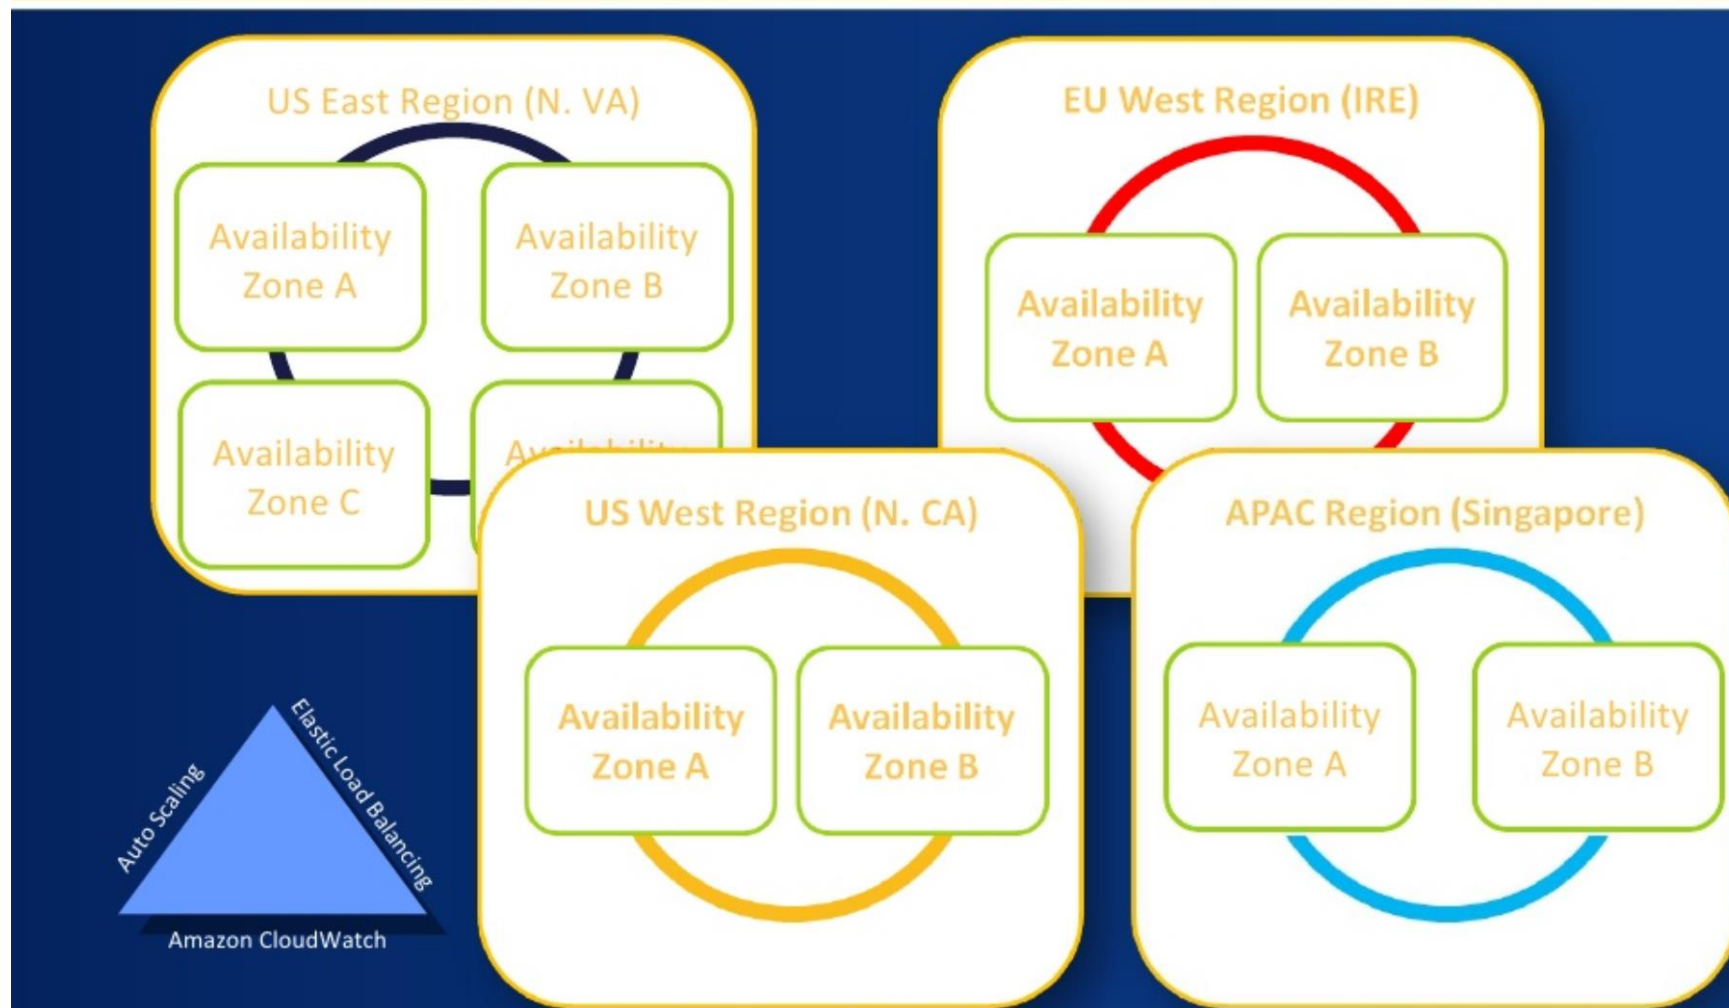 US East Region (N. VA)
Availability
Zone A
Availability
Zone B
Availability
Zone C
Availability
EU West Region (IRE)
Availability
Zone A
Availability
Zone B
US West Region (N. CA)
Availability
Zone A
Availability
Zone B
APAC Region (Singapore)
Availability
Zone A
Availability
Zone B
Auto Scaling
Elastic Load Balancing
Amazon CloudWatch